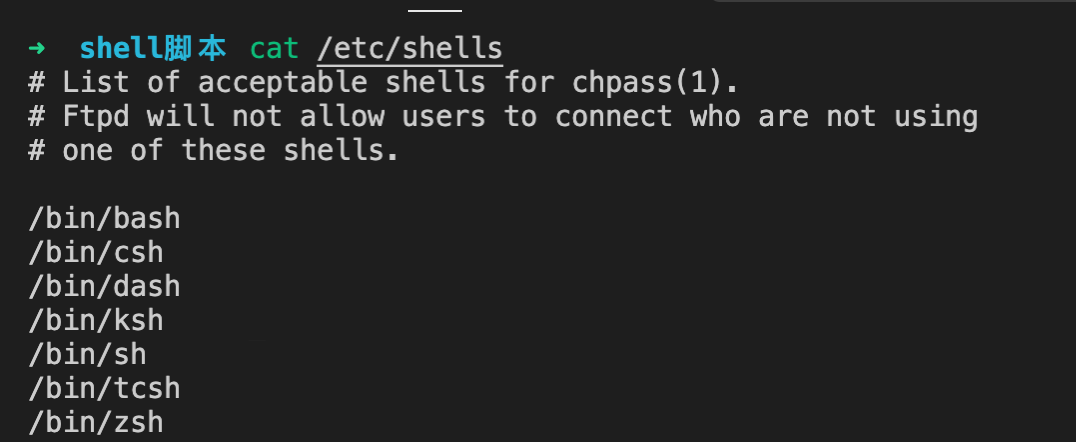 ➜ shell脚本 cat /etc/shells
# List of acceptable shells for chpass(1).
# Ftpd will not allow users to connect who are not using
# one of these shells.
/bin/bash
/bin/csh
/bin/dash
/bin/ksh
/bin/sh
/bin/tcsh
/bin/zsh